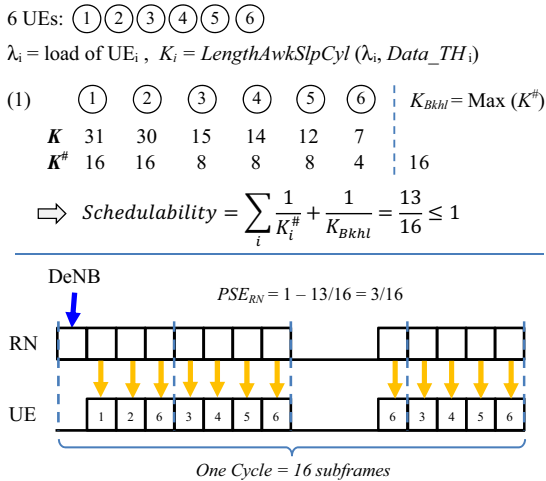 6 UEs: 1 2 3 4 5 6
λi = load of UEi , Ki = LengthAwkSlpCyl (λi, Data_THi)
(1) 1 2 3 4 5 6 KBkhl = Max (K#)
K 31 30 15 14 12 7
K# 16 16 8 8 8 4 16
⇨ Schedulability = ∑i 1/Ki# + 1/KBkhl = 13/16 ≤ 1
DeNB
PSERN = 1 – 13/16 = 3/16
RN
UE 1 2 6 3 4 5 6 6 3 4 5 6
One Cycle = 16 subframes